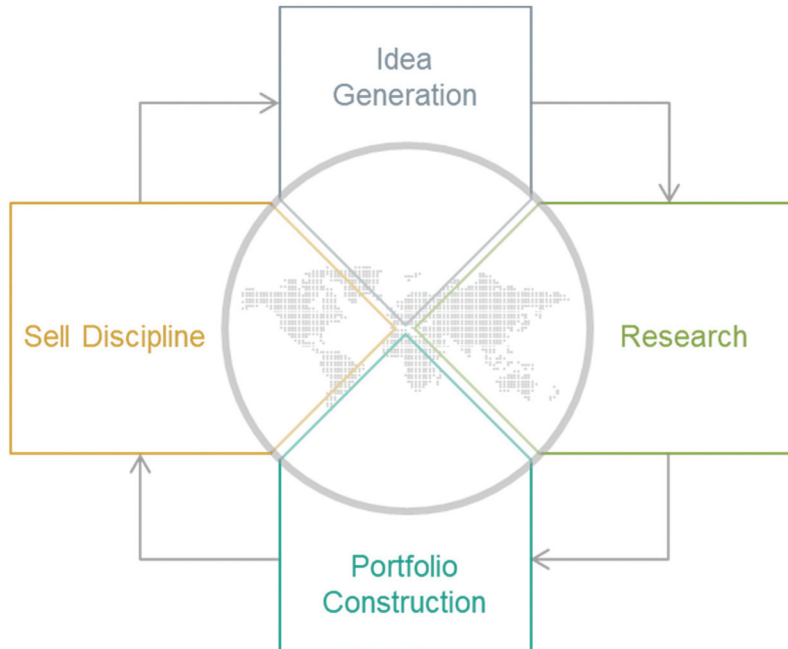 Idea
Generation
Sell Discipline
Research
Portfolio
Construction